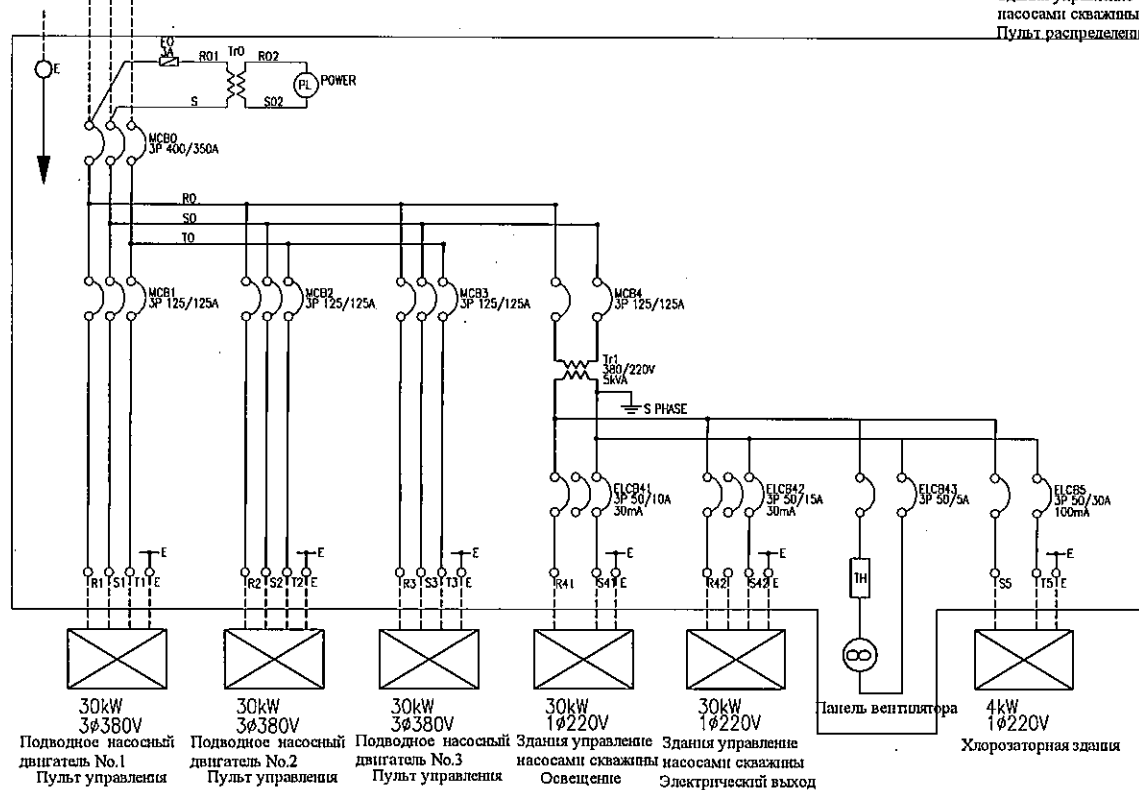 насосами скважины
Пульт распределени
E0
3A
R01
Tr0
R02
E
PL
POWER
S
S02
MCB0
3P 400/350A
R0
S0
T0
MCB1
3P 125/125A
MCB2
3P 125/125A
MCB3
3P 125/125A
MCB4
3P 125/125A
Tr1
380/220V
5kVA
S PHASE
ELCB41
3P 50/10A
30mA
ELCB42
3P 50/15A
30mA
ELCB43
3P 50/5A
ELCB5
3P 50/30A
100mA
E
E
E
E
E
E
R1 S1 T1 E
R2 S2 T2 E
R3 S3 T3 E
R41 S41 E
R42 S42 E
TH
S5 T5 E
30kW
3φ380V
Подводное насосный
двигатель No.1
Пульт управления
30kW
3φ380V
Подводное насосный
двигатель No.2
Пульт управления
30kW
3φ380V
Подводное насосный
двигатель No.3
Пульт управления
30kW
1φ220V
Здания управление
насосами скважины
Освещение
30kW
1φ220V
Здания управление
насосами скважины
Электрический выход
Панель вентилятора
4kW
1φ220V
Хлорозаторная здания